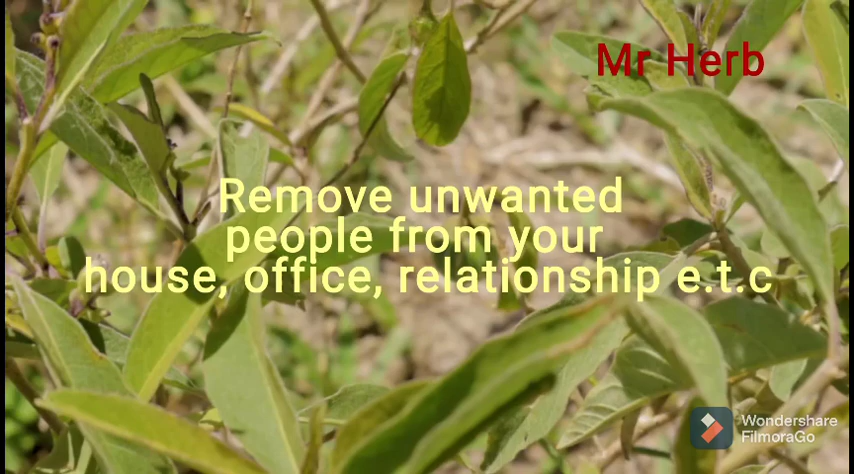 Mr Herb
Remove unwanted
people from your
house, office, relationship e.t.c
Wondershare
FilmoraGo